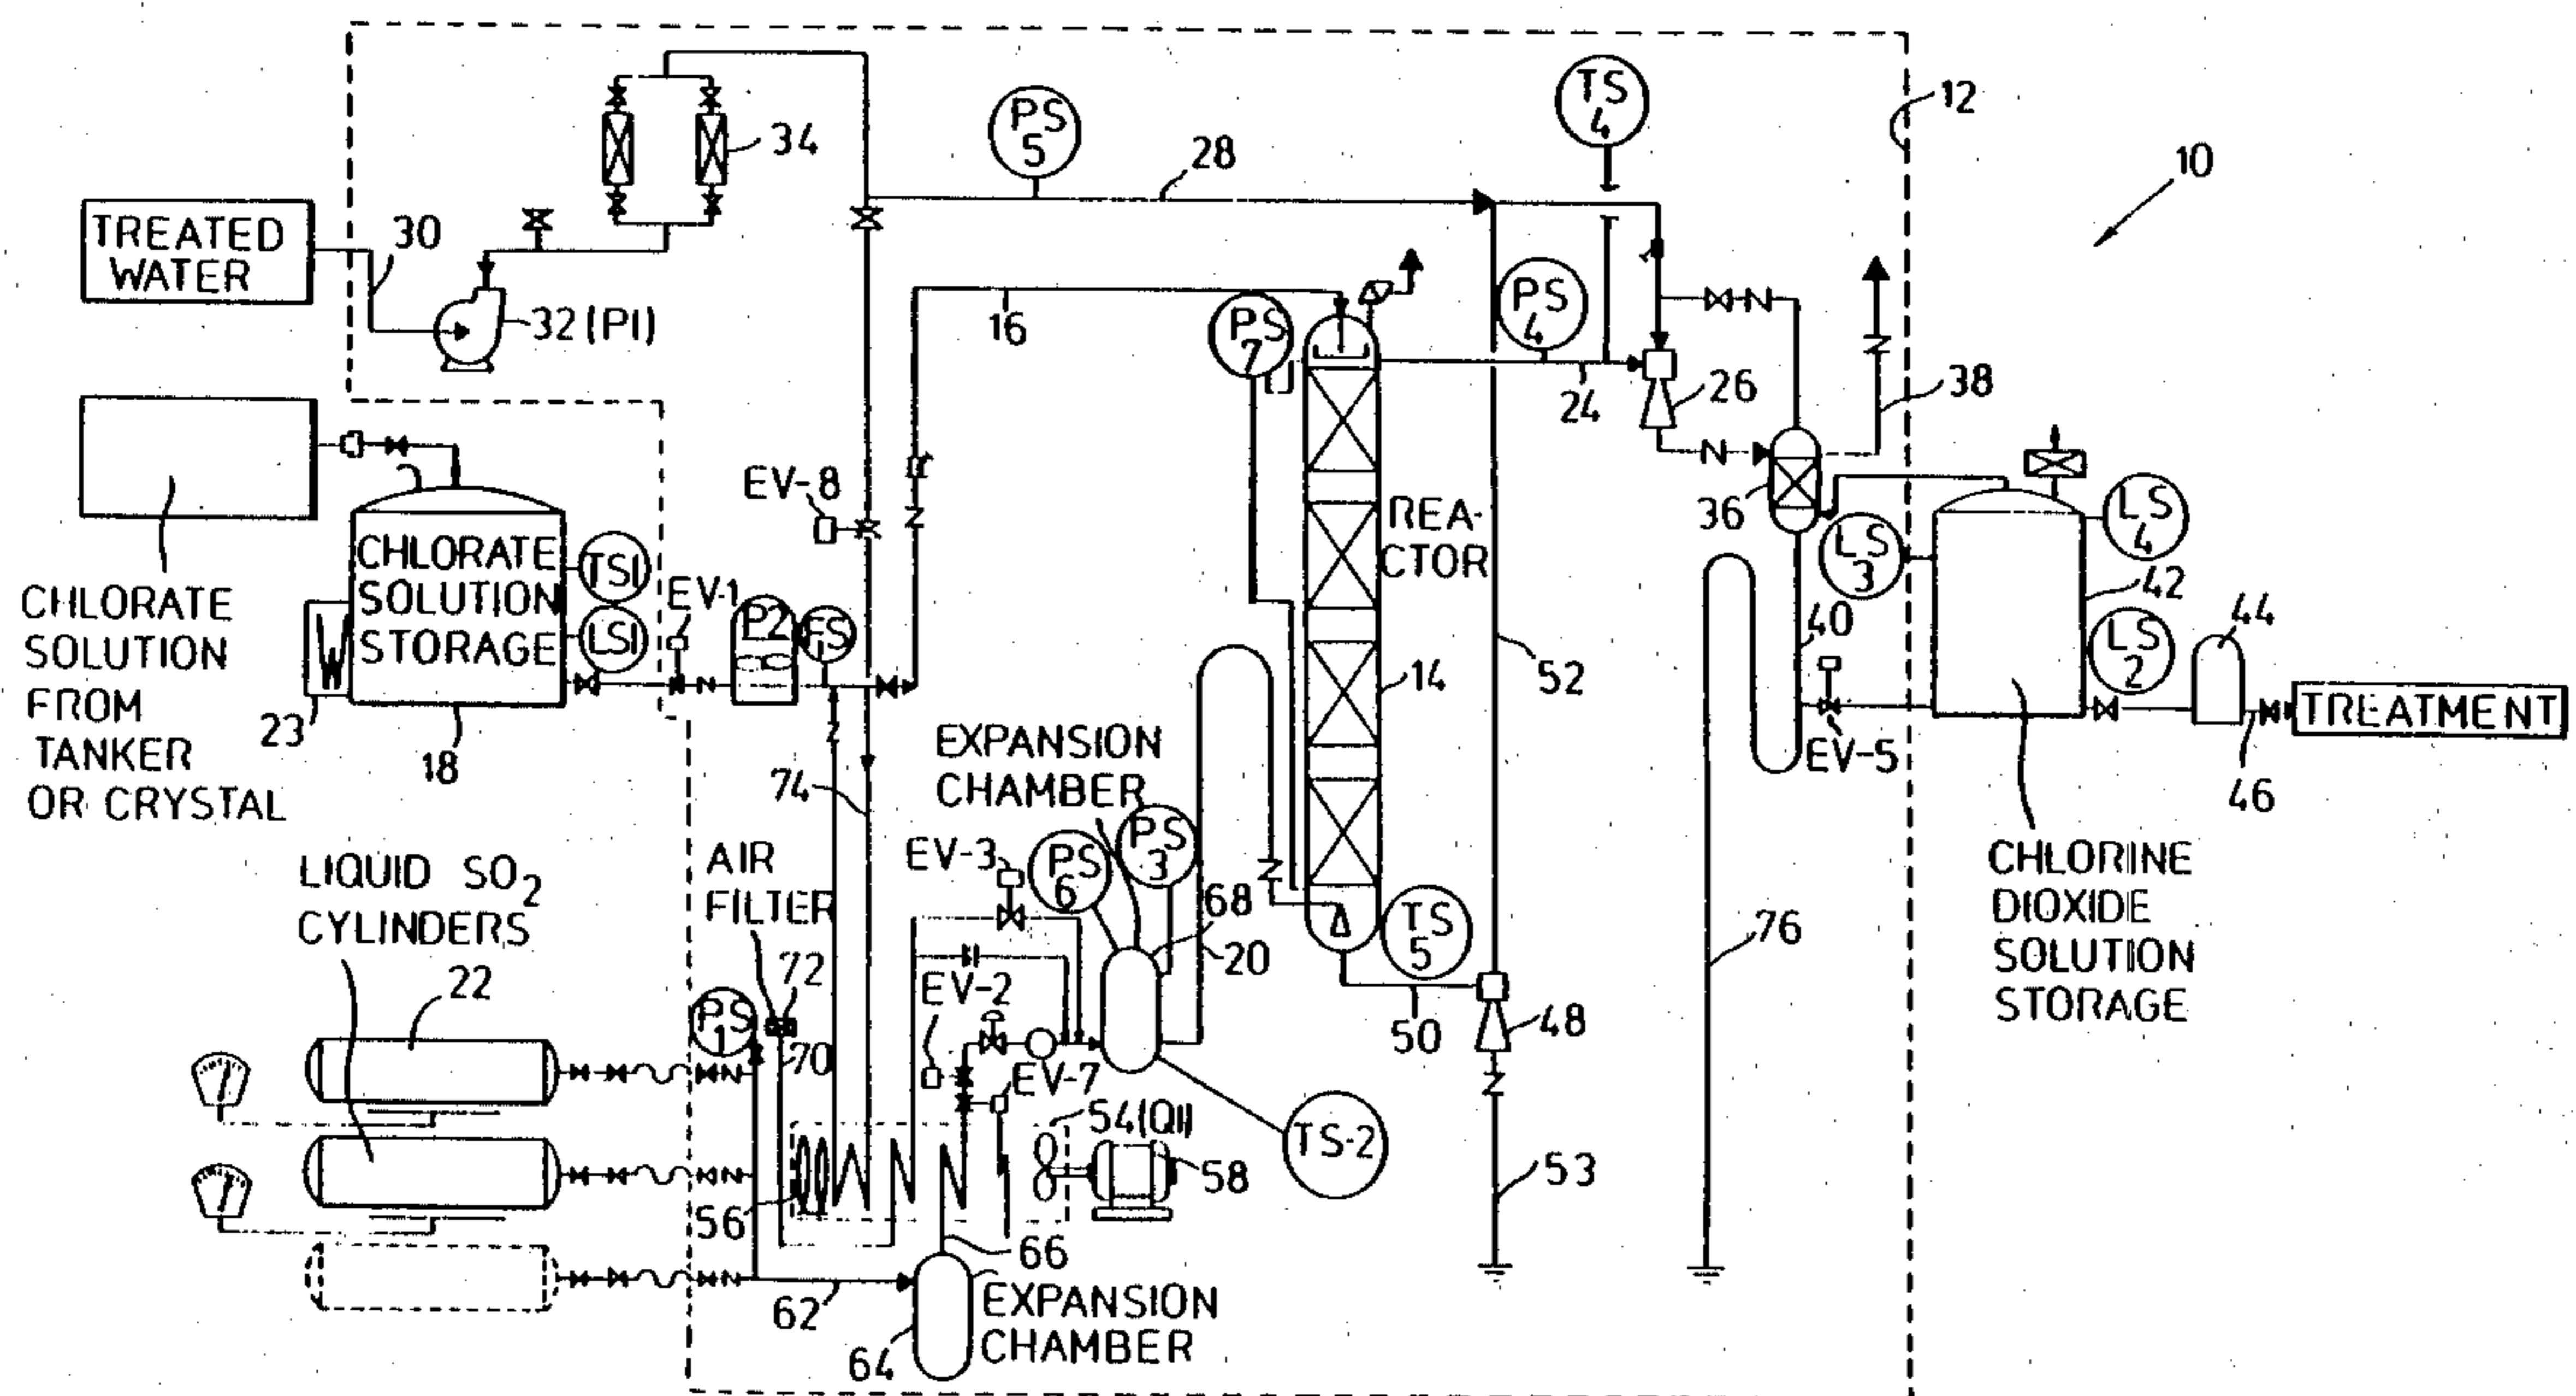 12
TS
4
PS
5
34
28
10
TREATED
WATER
30
32 (P1)
16
PS
7
PS
4
24
26
38
EV-8
36
REA-
CTOR
LS
3
LS
4
42
CHLORATE
SOLUTION
STORAGE
TS1
LS1
EV-1
P2
FS
1
CHLORATE
SOLUTION
FROM
TANKER
OR CRYSTAL
23
18
14
52
40
EV-5
LS
2
44
TREATMENT
46
74
EXPANSION
CHAMBER
PS
3
PS
6
EV-3
68
20
TS
5
76
CHLORINE
DIOXIDE
SOLUTION
STORAGE
LIQUID SO2
CYLINDERS
22
AIR
FILTER
72
PS
1
70
EV-2
EV-7
50
48
54(Q1)
58
TS-2
53
56
66
62
EXPANSION
CHAMBER
64